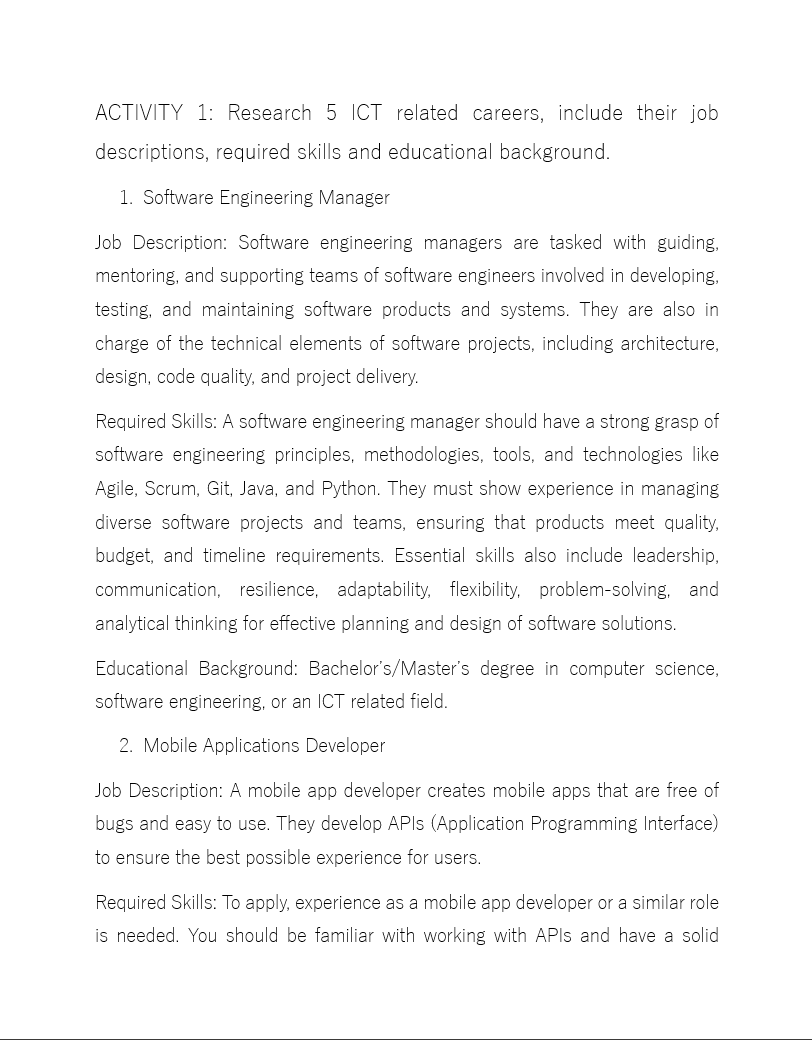 ACTIVITY 1: Research 5 ICT related careers, include their job
descriptions, required skills and educational background.
1. Software Engineering Manager
Job Description: Software engineering managers are tasked with guiding,
mentoring, and supporting teams of software engineers involved in developing,
testing, and maintaining software products and systems. They are also in
charge of the technical elements of software projects, including architecture,
design, code quality, and project delivery.
Required Skills: A software engineering manager should have a strong grasp of
software engineering principles, methodologies, tools, and technologies like
Agile, Scrum, Git, Java, and Python. They must show experience in managing
diverse software projects and teams, ensuring that products meet quality,
budget, and timeline requirements. Essential skills also include leadership,
communication, resilience, adaptability, flexibility, problem-solving, and
analytical thinking for effective planning and design of software solutions.
Educational Background: Bachelor’s/Master’s degree in computer science,
software engineering, or an ICT related field.
2. Mobile Applications Developer
Job Description: A mobile app developer creates mobile apps that are free of
bugs and easy to use. They develop APIs (Application Programming Interface)
to ensure the best possible experience for users.
Required Skills: To apply, experience as a mobile app developer or a similar role
is needed. You should be familiar with working with APIs and have a solid